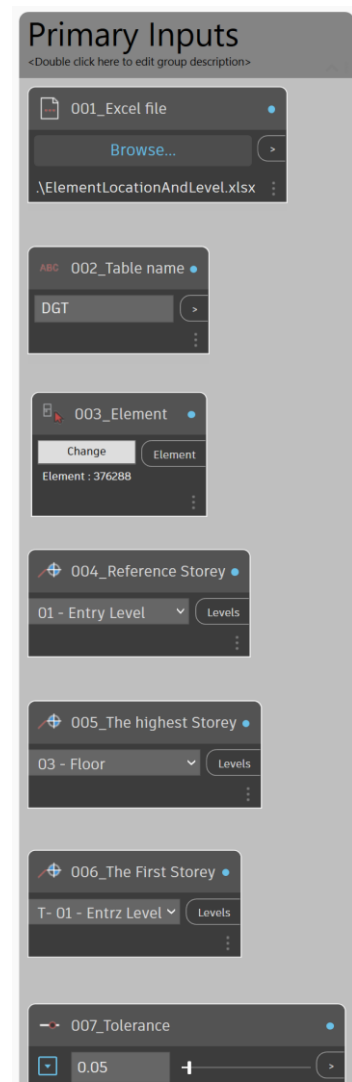 Primary Inputs
<Double click here to edit group description>
001_Excel file
Browse...
>
.\ElementLocationAndLevel.xlsx
ABC 002_Table name
DGT
>
003_Element
Change
Element
Element : 376288
004_Reference Storey
01 - Entry Level
Levels
005_The highest Storey
03 - Floor
Levels
006_The First Storey
T- 01 - Entrz Level
Levels
007_Tolerance
0.05
>